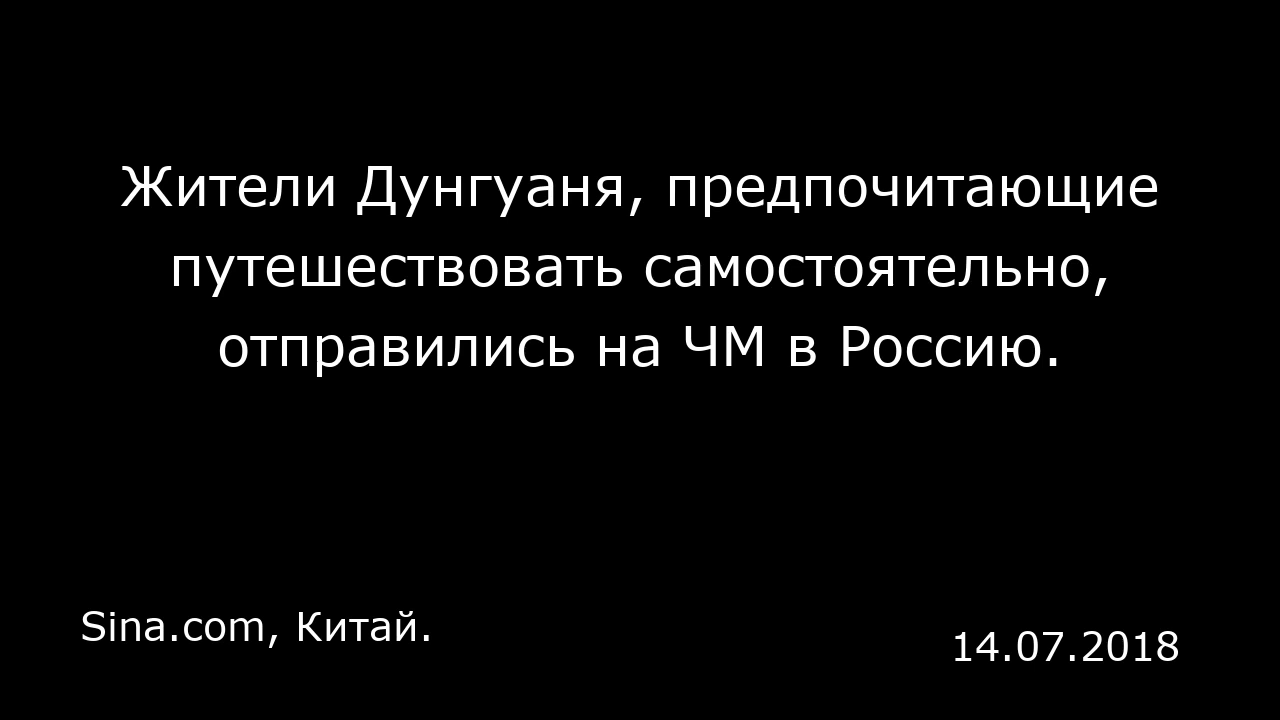 Жители Дунгуаня, предпочитающие
путешествовать самостоятельно,
отправились на ЧМ в Россию.
Sina.com, Китай.
14.07.2018